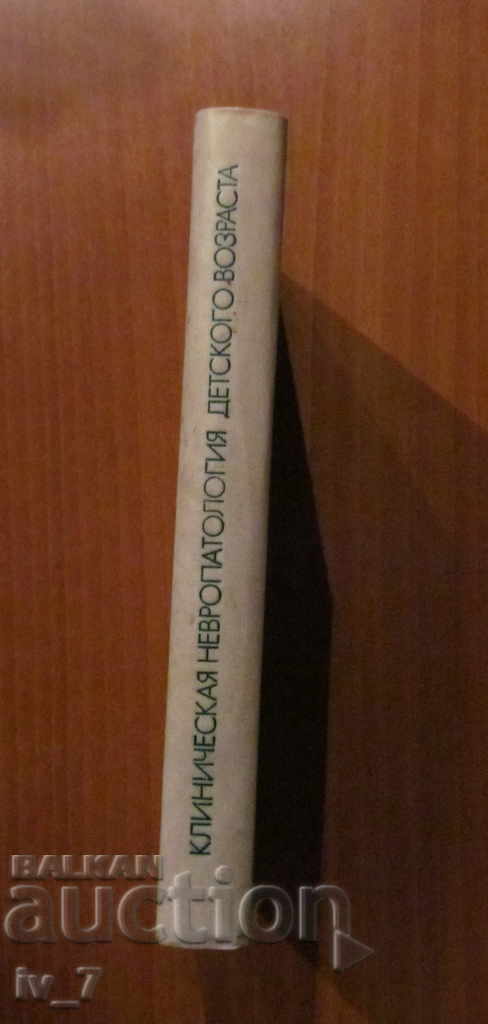 КЛИНИЧЕСКАЯ НЕВРОПАТОЛОГИЯ ДЕТСКОГО ВОЗРАСТА
BALKAN
auction
iv_7